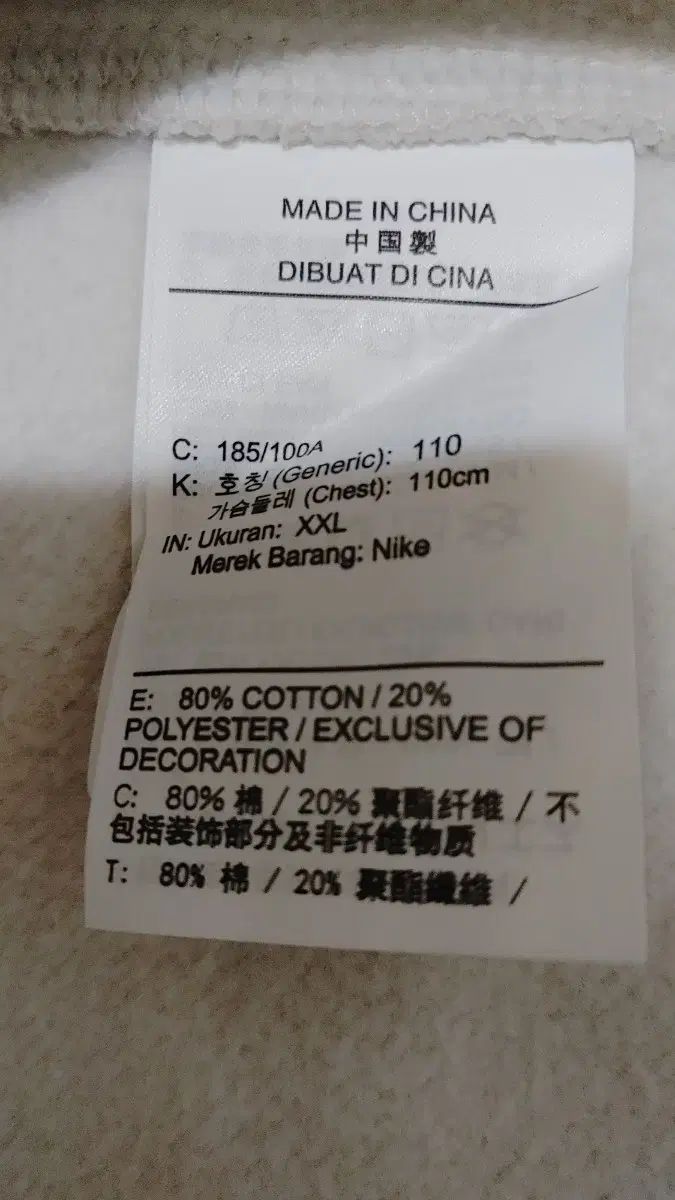 MADE IN CHINA
中国製
DIBUAT DI CINA
C: 185/100A
K: 호칭 (Generic): 110
가슴둘레 (Chest): 110cm
IN: Ukuran: XXL
Merek Barang: Nike
E: 80% COTTON / 20%
POLYESTER / EXCLUSIVE OF
DECORATION
C: 80% 棉 / 20% 聚酯纤维 / 不
包括装饰部分及非纤维物质
T: 80% 棉 / 20% 聚酯纖維 /